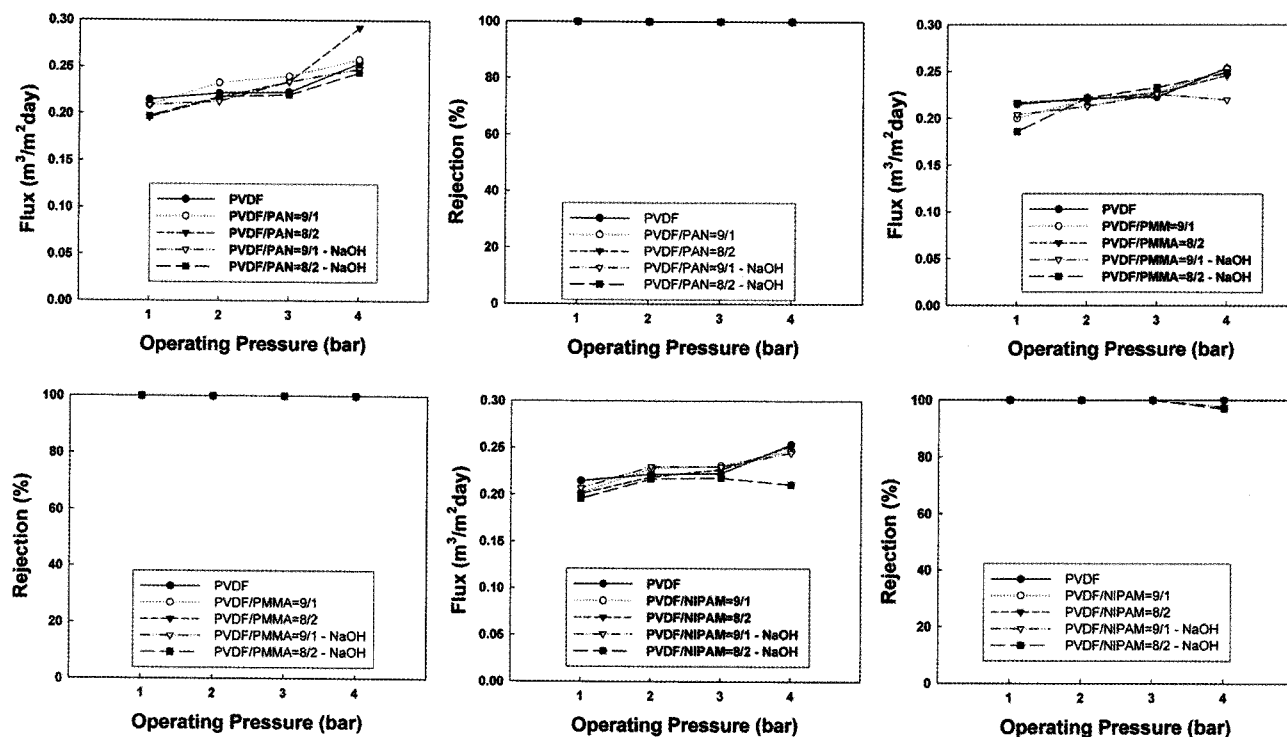 0.30
0.25
0.20
0.15
0.10
0.05
0.00
Flux (m³/m²day)
PVDF
PVDF/PAN=9/1
PVDF/PAN=8/2
PVDF/PAN=9/1 - NaOH
PVDF/PAN=8/2 - NaOH
1 2 3 4
Operating Pressure (bar)
100
80
60
40
20
0
Rejection (%)
PVDF
PVDF/PAN=9/1
PVDF/PAN=8/2
PVDF/PAN=9/1 - NaOH
PVDF/PAN=8/2 - NaOH
1 2 3 4
Operating Pressure (bar)
0.30
0.25
0.20
0.15
0.10
0.05
0.00
Flux (m³/m²day)
PVDF
PVDF/PMM=9/1
PVDF/PMMA=8/2
PVDF/PMMA=9/1 - NaOH
PVDF/PMMA=8/2 - NaOH
1 2 3 4
Operating Pressure (bar)
100
80
60
40
20
0
Rejection (%)
PVDF
PVDF/PMMA=9/1
PVDF/PMMA=8/2
PVDF/PMMA=9/1 - NaOH
PVDF/PMMA=8/2 - NaOH
1 2 3 4
Operating Pressure (bar)
0.30
0.25
0.20
0.15
0.10
0.06
0.00
Flux (m³/m²day)
PVDF
PVDF/NIPAM=9/1
PVDF/NIPAM=8/2
PVDF/NIPAM=9/1 - NaOH
PVDF/NIPAM=8/2 - NaOH
1 2 3 4
Operating Pressure (bar)
100
80
60
40
20
0
Rejection (%)
PVDF
PVDF/NIPAM=9/1
PVDF/NIPAM=8/2
PVDF/NIPAM=9/1 - NaOH
PVDF/NIPAM=8/2 - NaOH
1 2 3 4
Operating Pressure (bar)